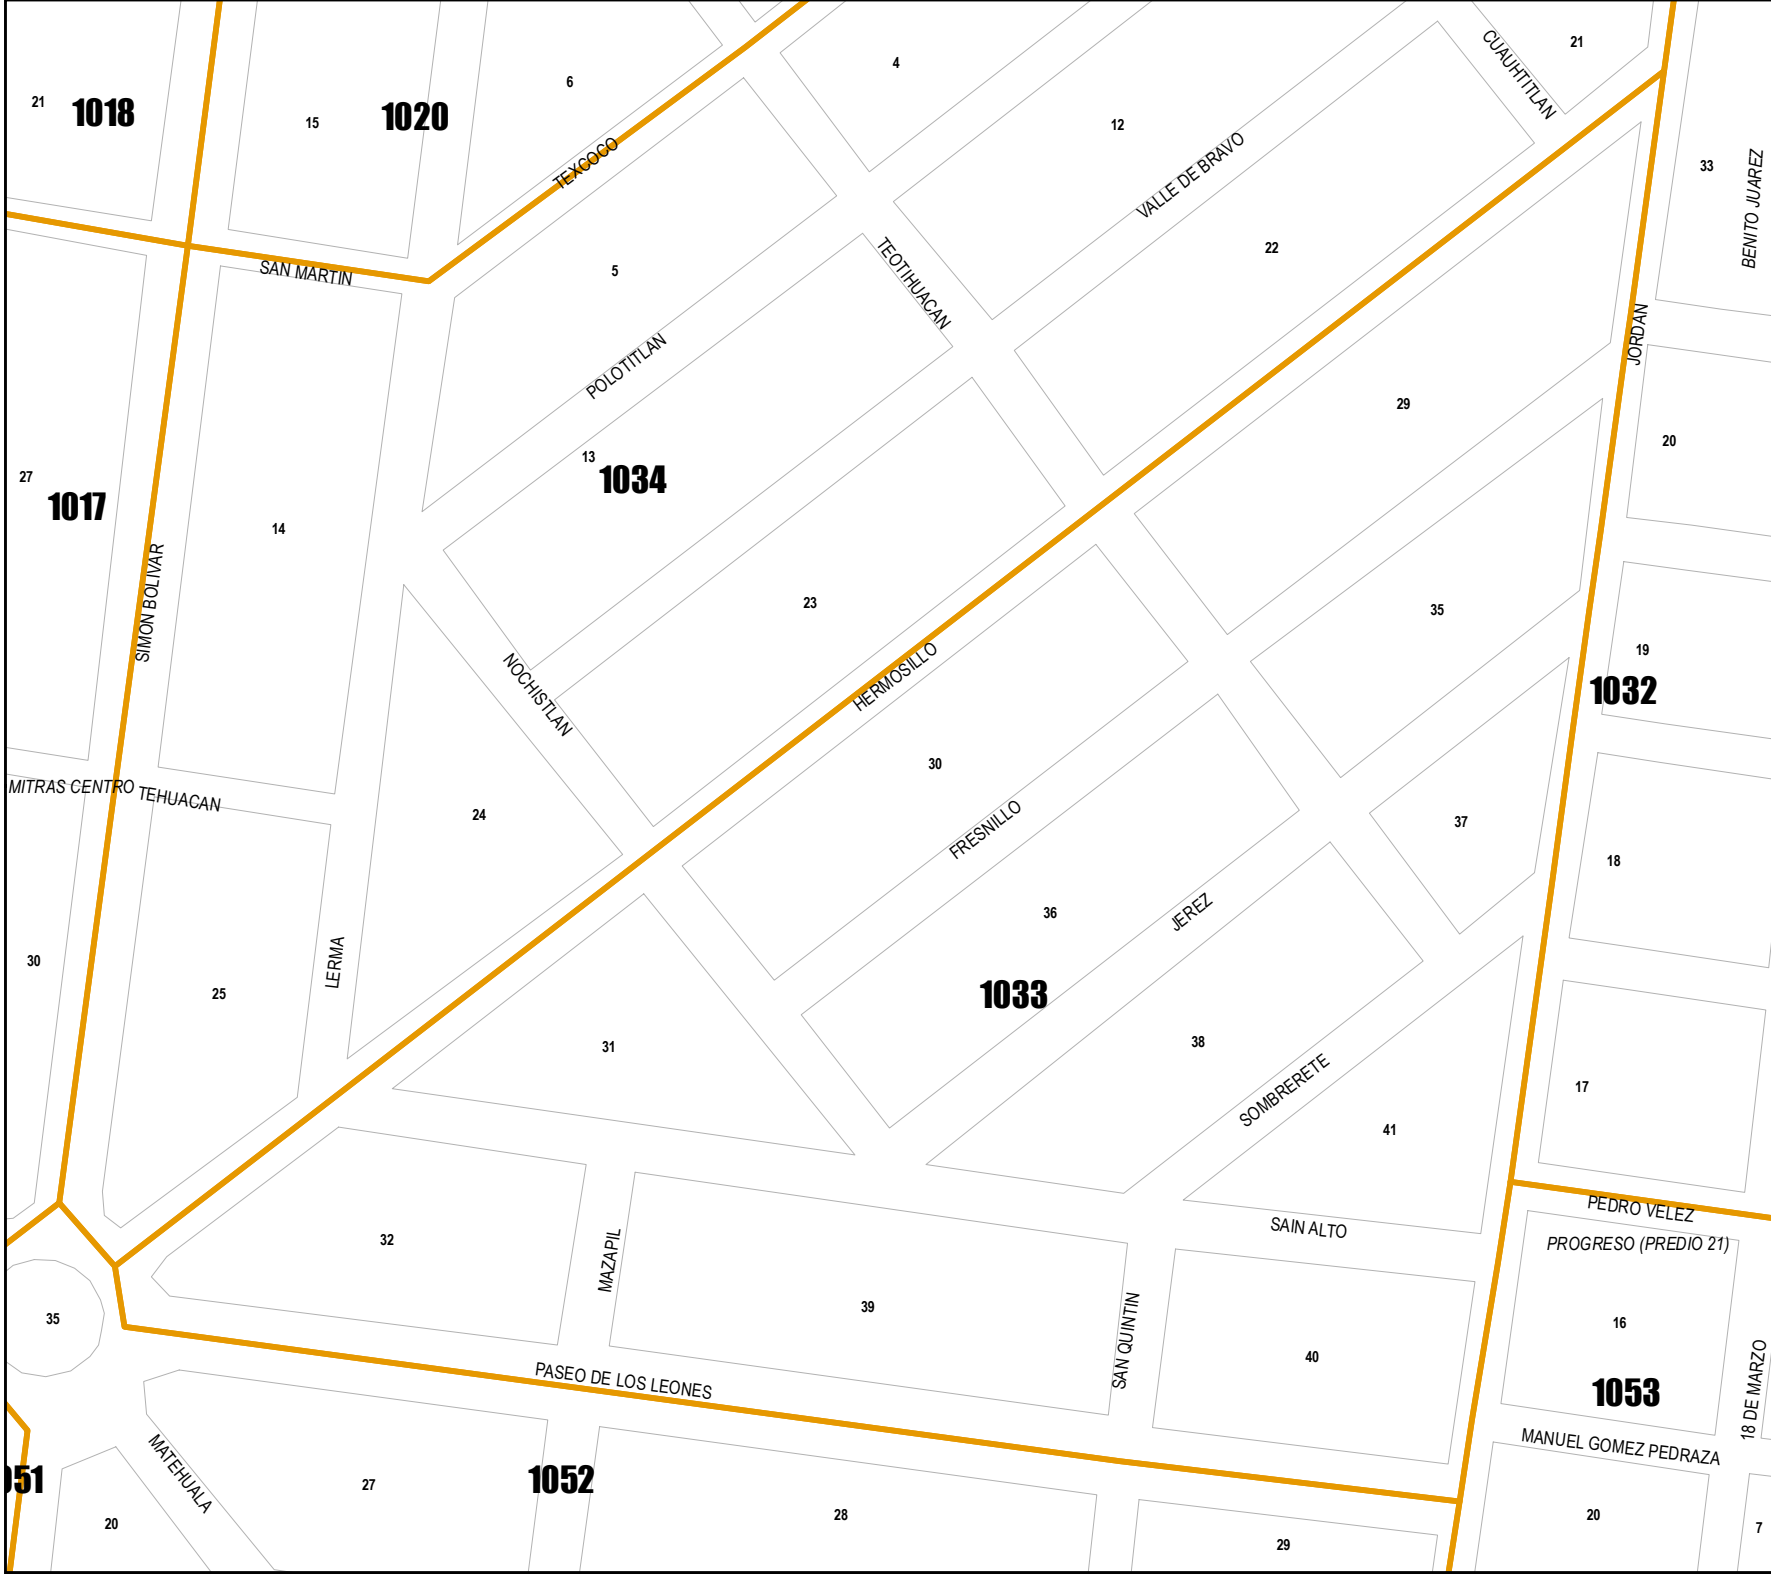 21
CUAUHTITLAN
4
6
21
1018
15
1020
12
TEXCOCO
VALLE DE BRAVO
33
BENITO JUAREZ
22
TEOTIHUACAN
SAN MARTIN
5
JORDAN
POLOTITLAN
29
20
13
1034
27
1017
14
SIMON BOLIVAR
23
35
19
NOCHISTLAN
HERMOSILLO
1032
30
MITRAS CENTRO
TEHUACAN
24
FRESNILLO
37
18
36
JEREZ
30
LERMA
25
1033
31
38
SOMBRERETE
17
41
PEDRO VELEZ
SAIN ALTO
32
MAZAPIL
PROGRESO (PREDIO 21)
35
39
SAN QUINTIN
16
40
18 DE MARZO
PASEO DE LOS LEONES
1053
MANUEL GOMEZ PEDRAZA
MATEHUALA
051
27
1052
28
20
20
7
29